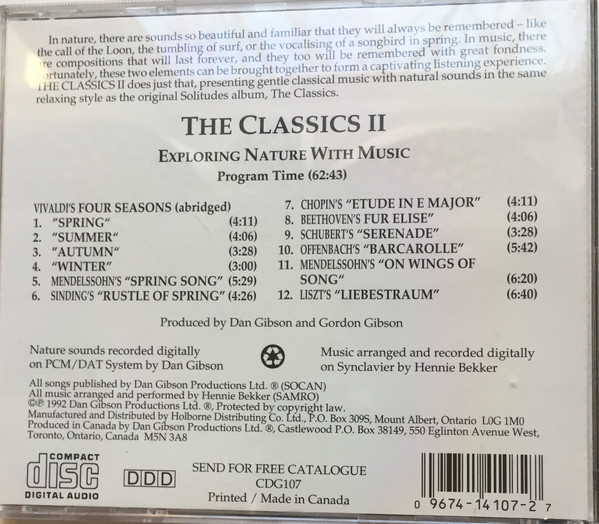 In nature, there are sounds so beautiful and familiar that they will always be remembered – like
the call of the Loon, the tumbling of surf, or the vocalising of a songbird in spring. In music, there
are compositions that will last forever, and they too will be remembered with great fondness.
Fortunately, these two elements can be brought together to form a captivating listening experience.
THE CLASSICS II does just that, presenting gentle classical music with natural sounds in the same
relaxing style as the original Solitudes album, The Classics.
THE CLASSICS II
EXPLORING NATURE WITH MUSIC
Program Time (62:43)
VIVALDI'S FOUR SEASONS (abridged)
1. "SPRING" (4:11)
2. "SUMMER" (4:06)
3. "AUTUMN" (3:28)
4. "WINTER" (3:00)
5. MENDELSSOHN'S "SPRING SONG" (5:29)
6. SINDING'S "RUSTLE OF SPRING" (4:26)
7. CHOPIN'S "ETUDE IN E MAJOR" (4:11)
8. BEETHOVEN'S FUR ELISE" (4:06)
9. SCHUBERT'S "SERENADE" (3:28)
10. OFFENBACH'S "BARCAROLLE" (5:42)
11. MENDELSSOHN'S "ON WINGS OF
SONG" (6:20)
12. LISZT'S "LIEBESTRAUM" (6:40)
Produced by Dan Gibson and Gordon Gibson
Nature sounds recorded digitally
on PCM/DAT System by Dan Gibson
Music arranged and recorded digitally
on Synclavier by Hennie Bekker
All songs published by Dan Gibson Productions Ltd. ® (SOCAN)
All music arranged and performed by Hennie Bekker (SAMRO)
©℗ 1992 Dan Gibson Productions Ltd. ®, Protected by copyright law.
Manufactured and Distributed by Holborne Distributing Co. Ltd., P.O. Box 309S, Mount Albert, Ontario L0G 1M0
Produced in Canada by Dan Gibson Productions Ltd. ®, Castlewood P.O. Box 38149, 550 Eglinton Avenue West,
Toronto, Ontario, Canada M5N 3A8
COMPACT
disc
DIGITAL AUDIO
DDD
SEND FOR FREE CATALOGUE
CDG107
Printed / Made in Canada
0 9674-14107-2 7